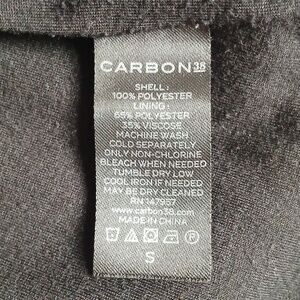 CARBON38
SHELL:
100% POLYESTER
LINING:
65% POLYESTER
35% VISCOSE
MACHINE WASH
COLD SEPARATELY
ONLY NON-CHLORINE
BLEACH WHEN NEEDED
TUMBLE DRY LOW
COOL IRON IF NEEDED
MAY BE DRY CLEANED
RN 147957
www.carbon38.com
MADE IN CHINA
S